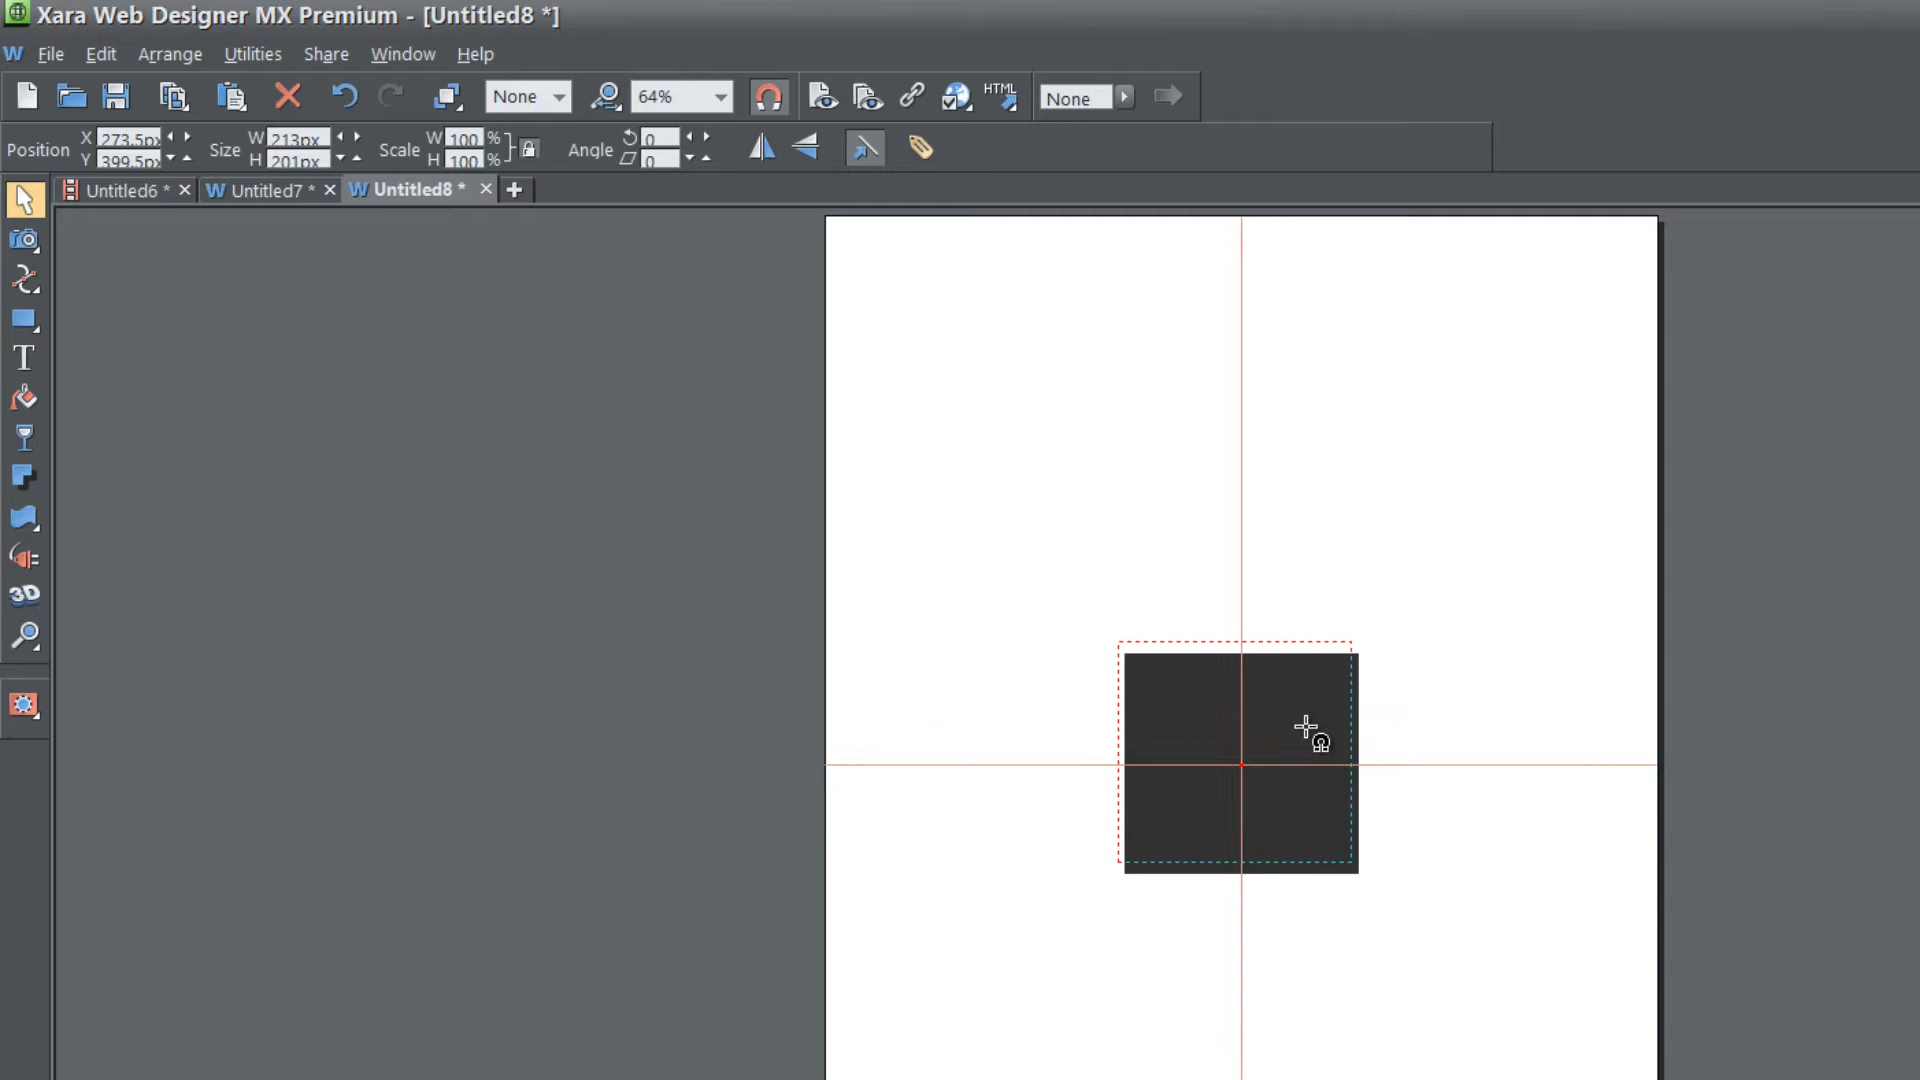 Xara Web Designer MX Premium - [Untitled8 *]
W File Edit Arrange Utilities Share Window Help
None 64% HTML None
Position X 273.5px Size W 213px Scale W 100 % Angle 0
Y 399.5px H 201px H 100 % 0
Untitled6 * W Untitled7 * W Untitled8 *
T
3D